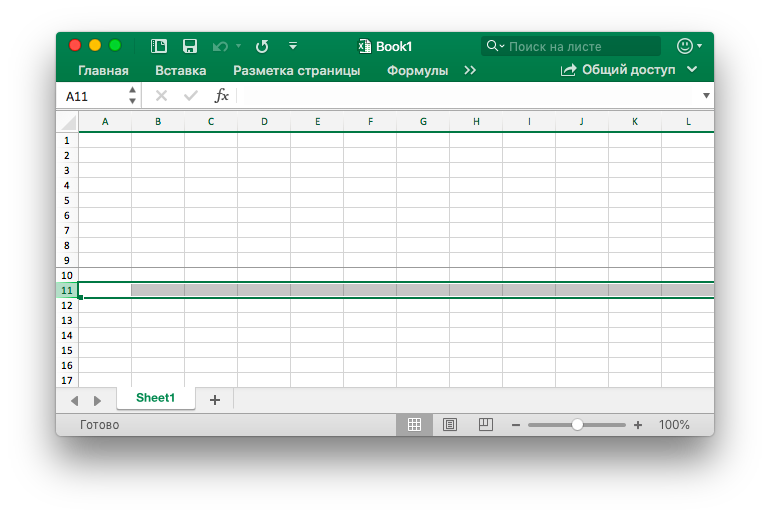 Book1
Поиск на листе
Главная Вставка Разметка страницы Формулы >> Общий доступ
A11 fx
A B C D E F G H I J K L
1
2
3
4
5
6
7
8
9
10
11
12
13
14
15
16
17
Sheet1 +
Готово 100%